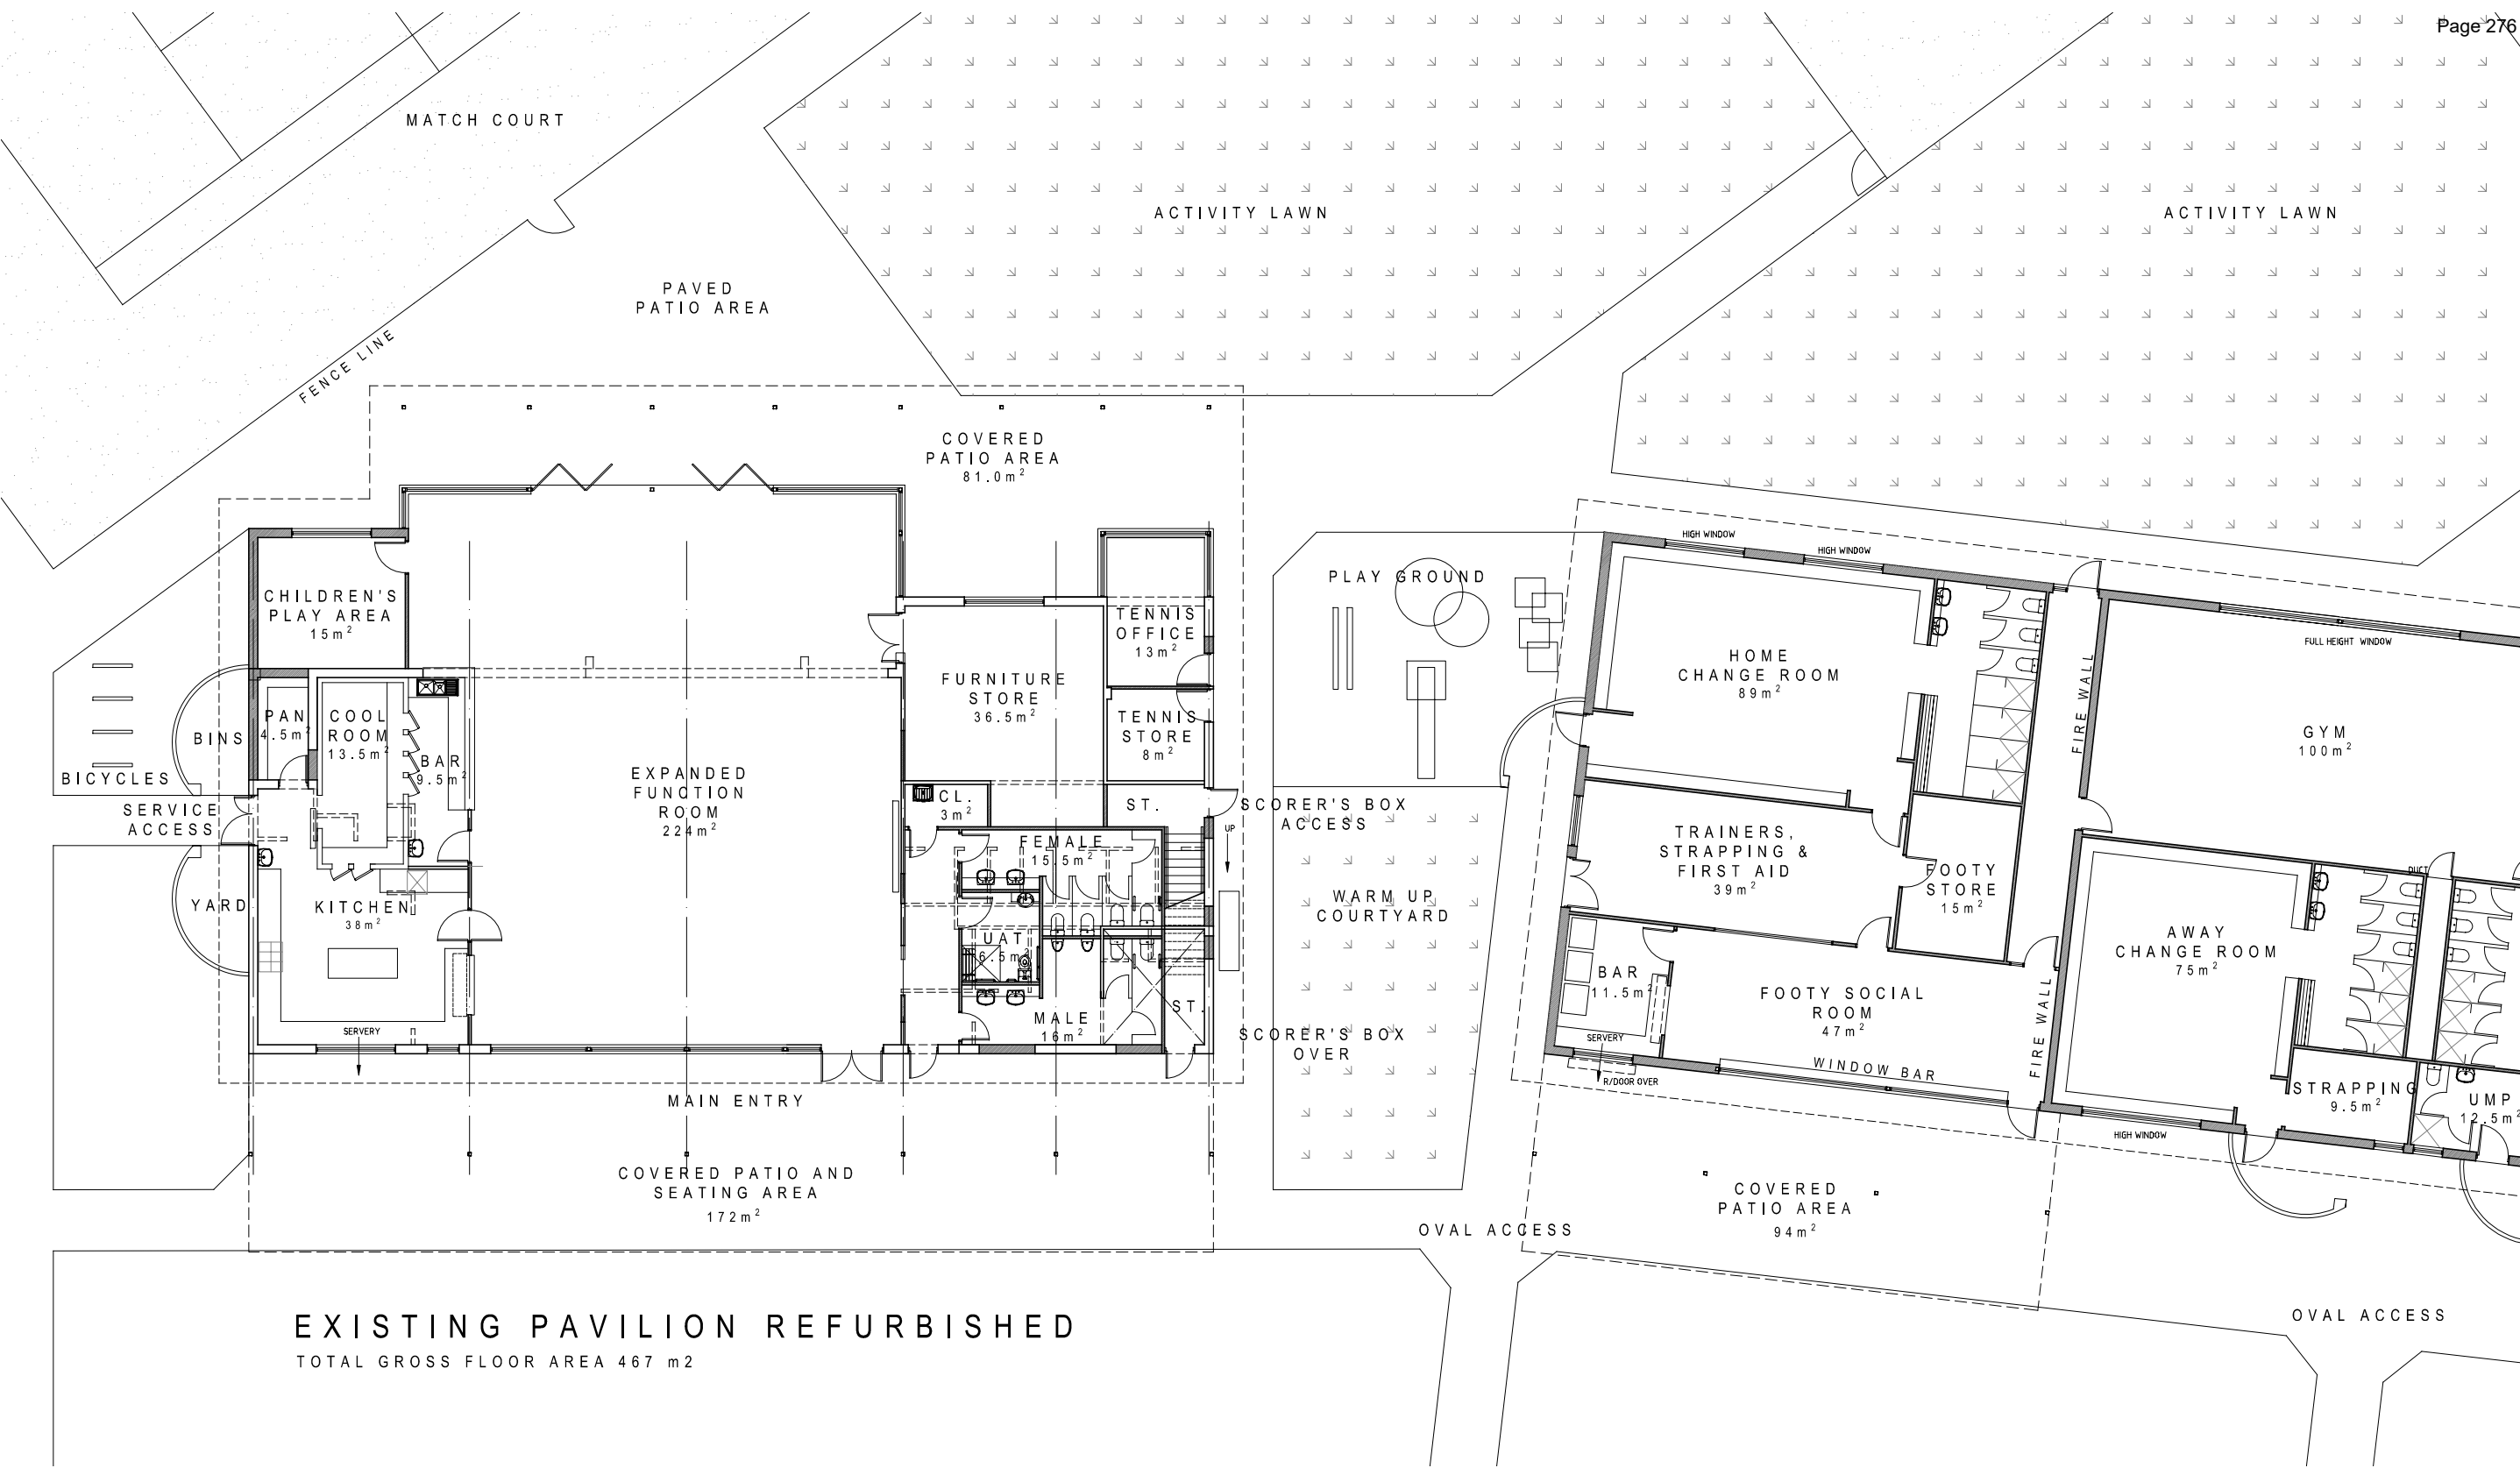 Page 276
MATCH COURT
ACTIVITY LAWN
ACTIVITY LAWN
PAVED
PATIO AREA
FENCE LINE
COVERED
PATIO AREA
81.0m²
CHILDREN'S
PLAY AREA
15m²
TENNIS
OFFICE
13m²
FURNITURE
STORE
36.5m²
TENNIS
STORE
8m²
PAN
4.5m²
COOL
ROOM
13.5m²
BAR
9.5m²
BINS
BICYCLES
SERVICE
ACCESS
EXPANDED
FUNCTION
ROOM
224m²
CL.
3m²
ST.
SCORER'S BOX
ACCESS
UP
FEMALE
15.5m²
YARD
KITCHEN
38m²
UAT
6.5m²
MALE
16m²
ST.
SCORER'S BOX
OVER
SERVERY
MAIN ENTRY
COVERED PATIO AND
SEATING AREA
172m²
PLAY GROUND
WARM UP
COURTYARD
HIGH WINDOW
HIGH WINDOW
HOME
CHANGE ROOM
89m²
FIRE WALL
FULL HEIGHT WINDOW
GYM
100m²
TRAINERS,
STRAPPING &
FIRST AID
39m²
FOOTY
STORE
15m²
DUCT
AWAY
CHANGE ROOM
75m²
BAR
11.5m²
FOOTY SOCIAL
ROOM
47m²
FIRE WALL
SERVERY
R/DOOR OVER
WINDOW BAR
STRAPPING
9.5m²
UMP
12.5m²
HIGH WINDOW
COVERED
PATIO AREA
94m²
OVAL ACCESS
OVAL ACCESS
EXISTING PAVILION REFURBISHED
TOTAL GROSS FLOOR AREA 467 m2